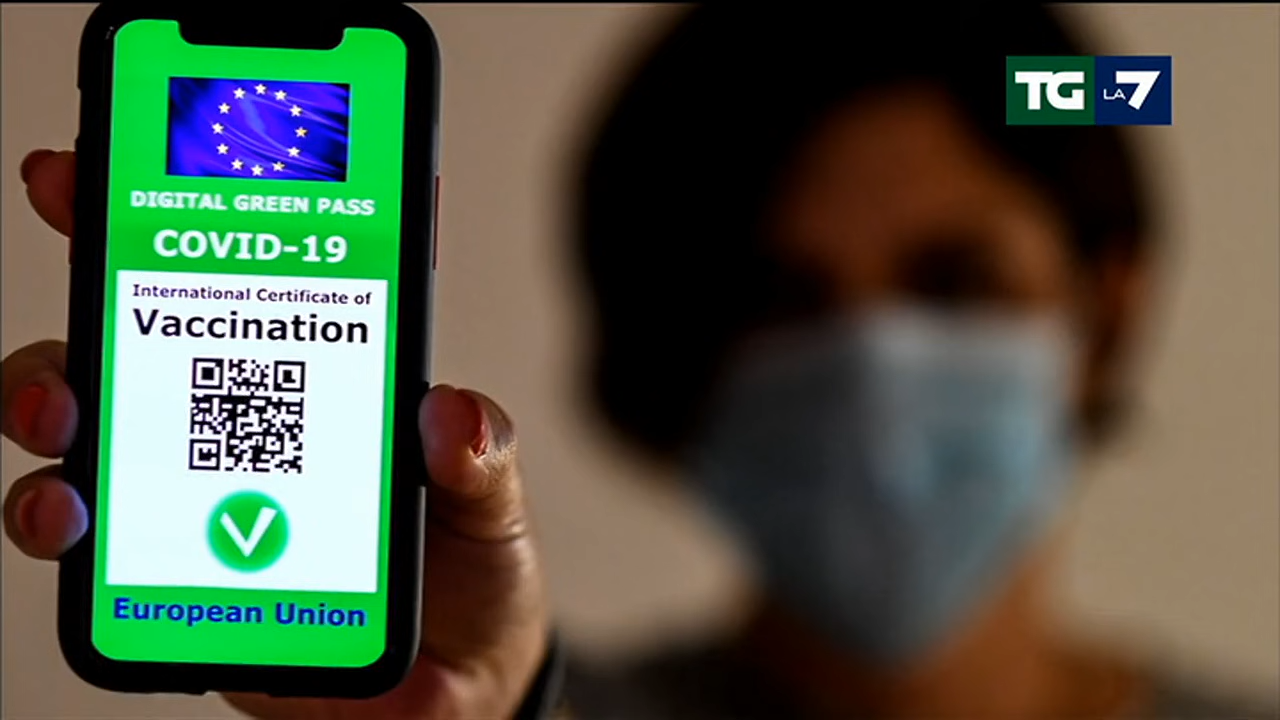 TG LA7
DIGITAL GREEN PASS
COVID-19
International Certificate of
Vaccination
European Union